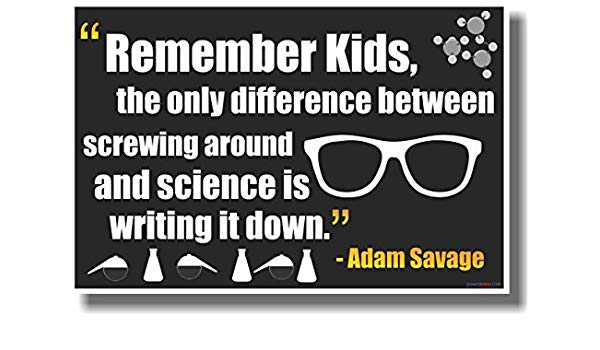 “Remember Kids,
the only difference between
screwing around
and science is
writing it down.”
- Adam Savage